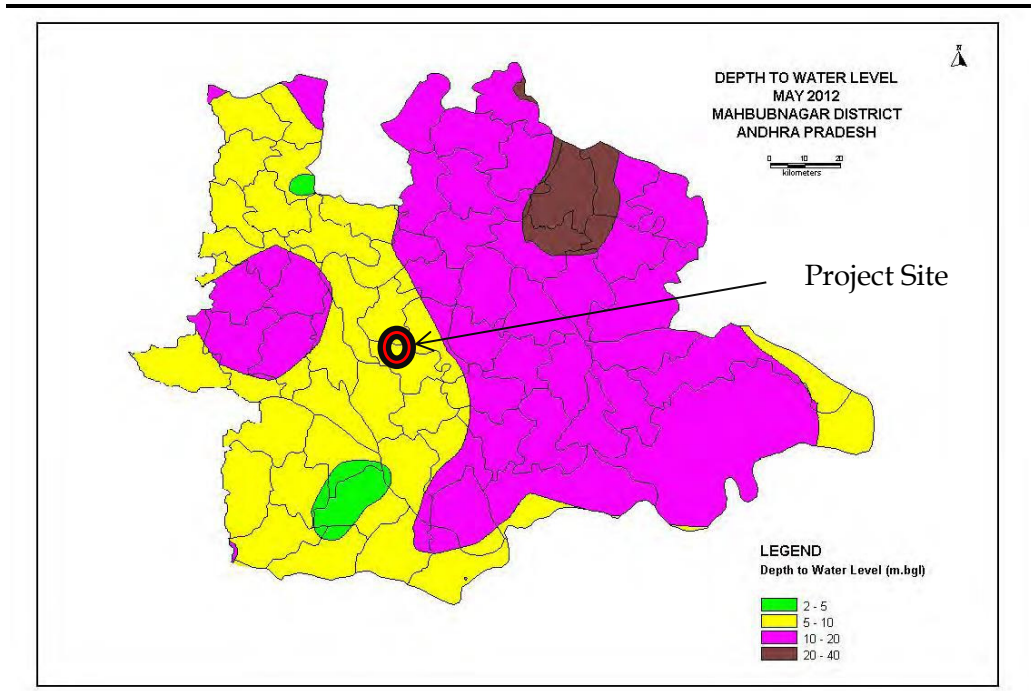 N
DEPTH TO WATER LEVEL
MAY 2012
MAHBUBNAGAR DISTRICT
ANDHRA PRADESH
0 10 20
kilometers
Project Site
LEGEND
Depth to Water Level (m.bgl)
2 - 5
5 - 10
10 - 20
20 - 40